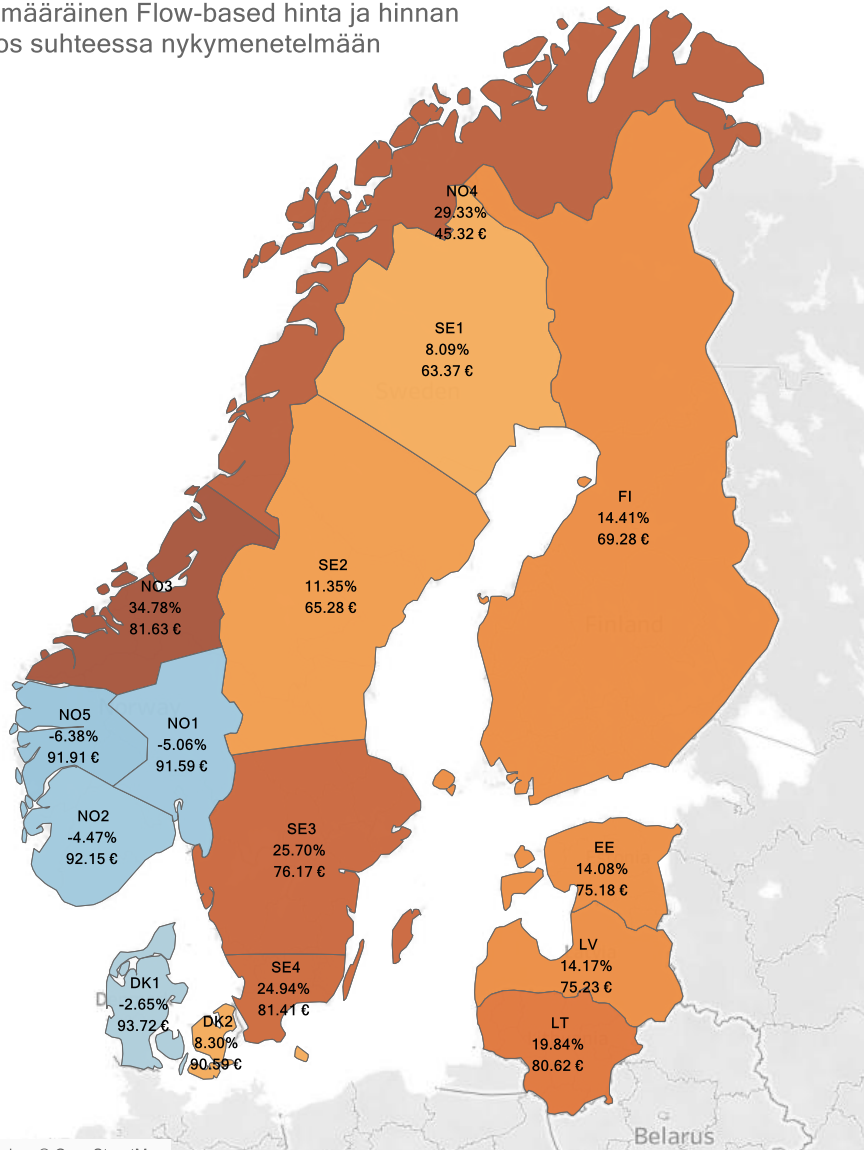 määräinen Flow-based hinta ja hinnan
os suhteessa nykymenetelmään
NO4
29.33%
45.32 €
SE1
8.09%
63.37 €
Sweden
FI
14.41%
69.28 €
SE2
11.35%
65.28 €
NO3
34.78%
81.63 €
Finland
NO5
-6.38%
91.91 €
NO1
-5.06%
91.59 €
NO2
-4.47%
92.15 €
SE3
25.70%
76.17 €
EE
14.08%
75.18 €
LV
14.17%
75.23 €
SE4
24.94%
81.41 €
DK1
-2.65%
93.72 €
DK2
8.30%
90.59 €
LT
19.84%
80.62 €
Belarus